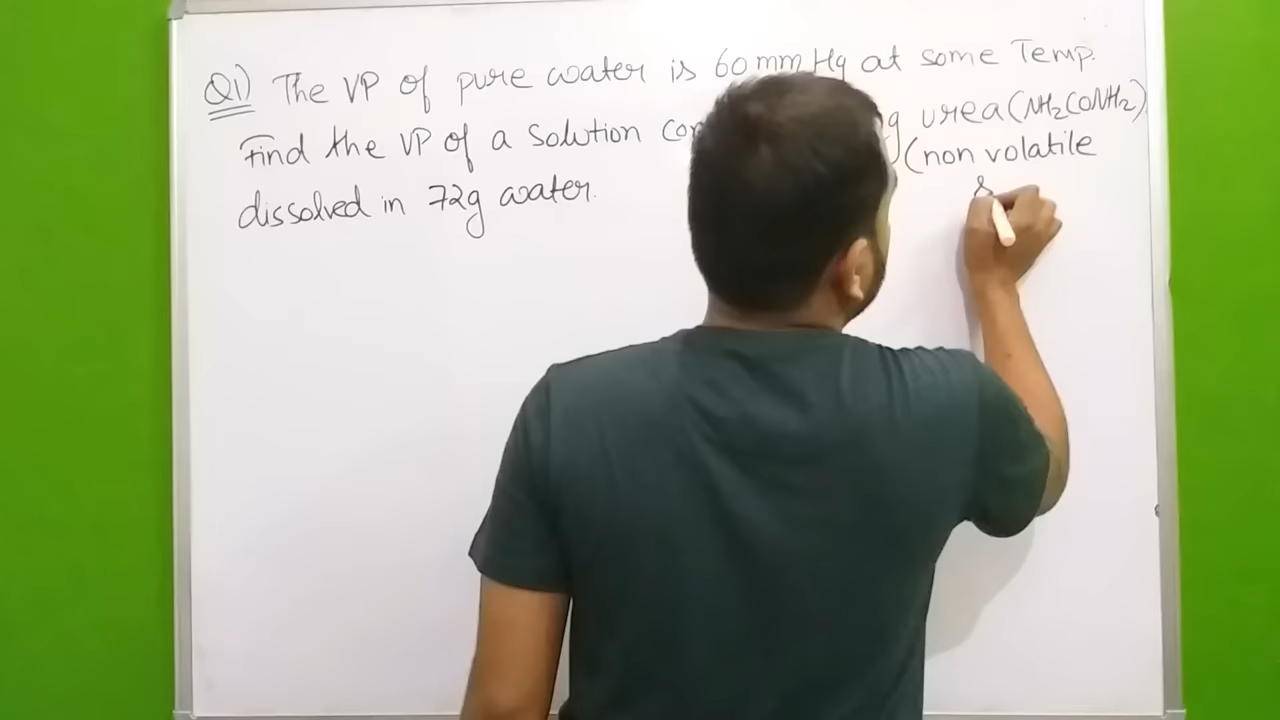 Q1) The VP of pure water is 60 mm Hg at some Temp.
Find the VP of a solution con g urea (NH2CONH2)
(non volatile
dissolved in 72g water.
s